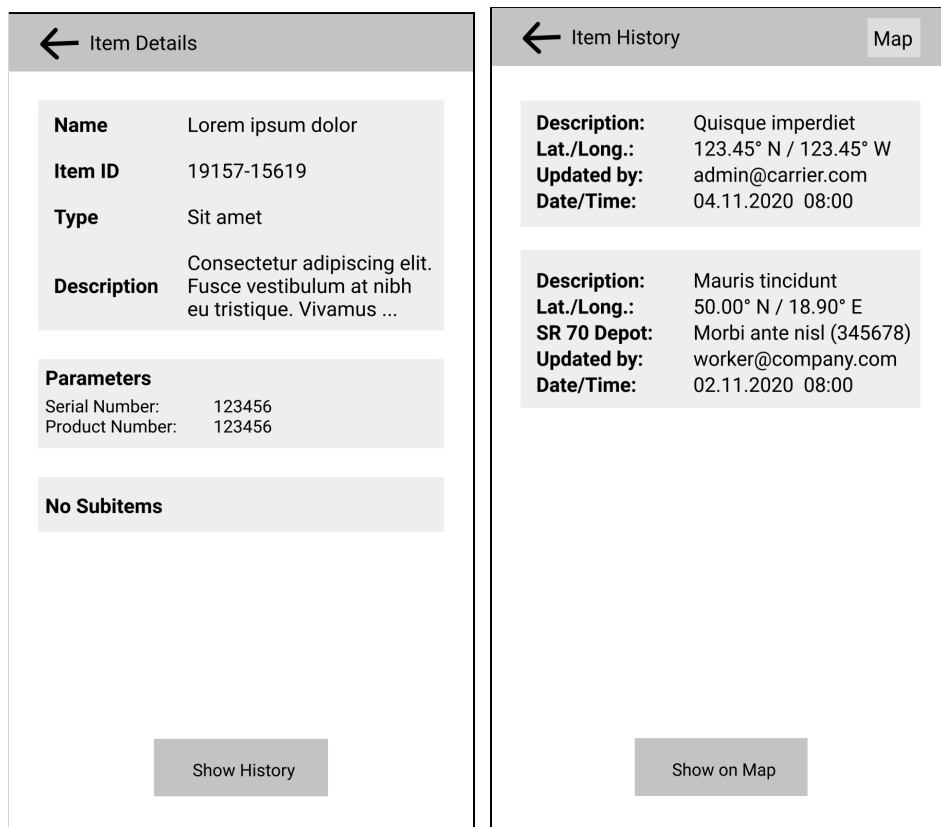 Item Details
Name Lorem ipsum dolor
Item ID 19157-15619
Type Sit amet
Description Consectetur adipiscing elit.
Fusce vestibulum at nibh
eu tristique. Vivamus ...
Parameters
Serial Number: 123456
Product Number: 123456
No Subitems
Show History
Item History Map
Description: Quisque imperdiet
Lat./Long.: 123.45° N / 123.45° W
Updated by: admin@carrier.com
Date/Time: 04.11.2020 08:00
Description: Mauris tincidunt
Lat./Long.: 50.00° N / 18.90° E
SR 70 Depot: Morbi ante nisl (345678)
Updated by: worker@company.com
Date/Time: 02.11.2020 08:00
Show on Map